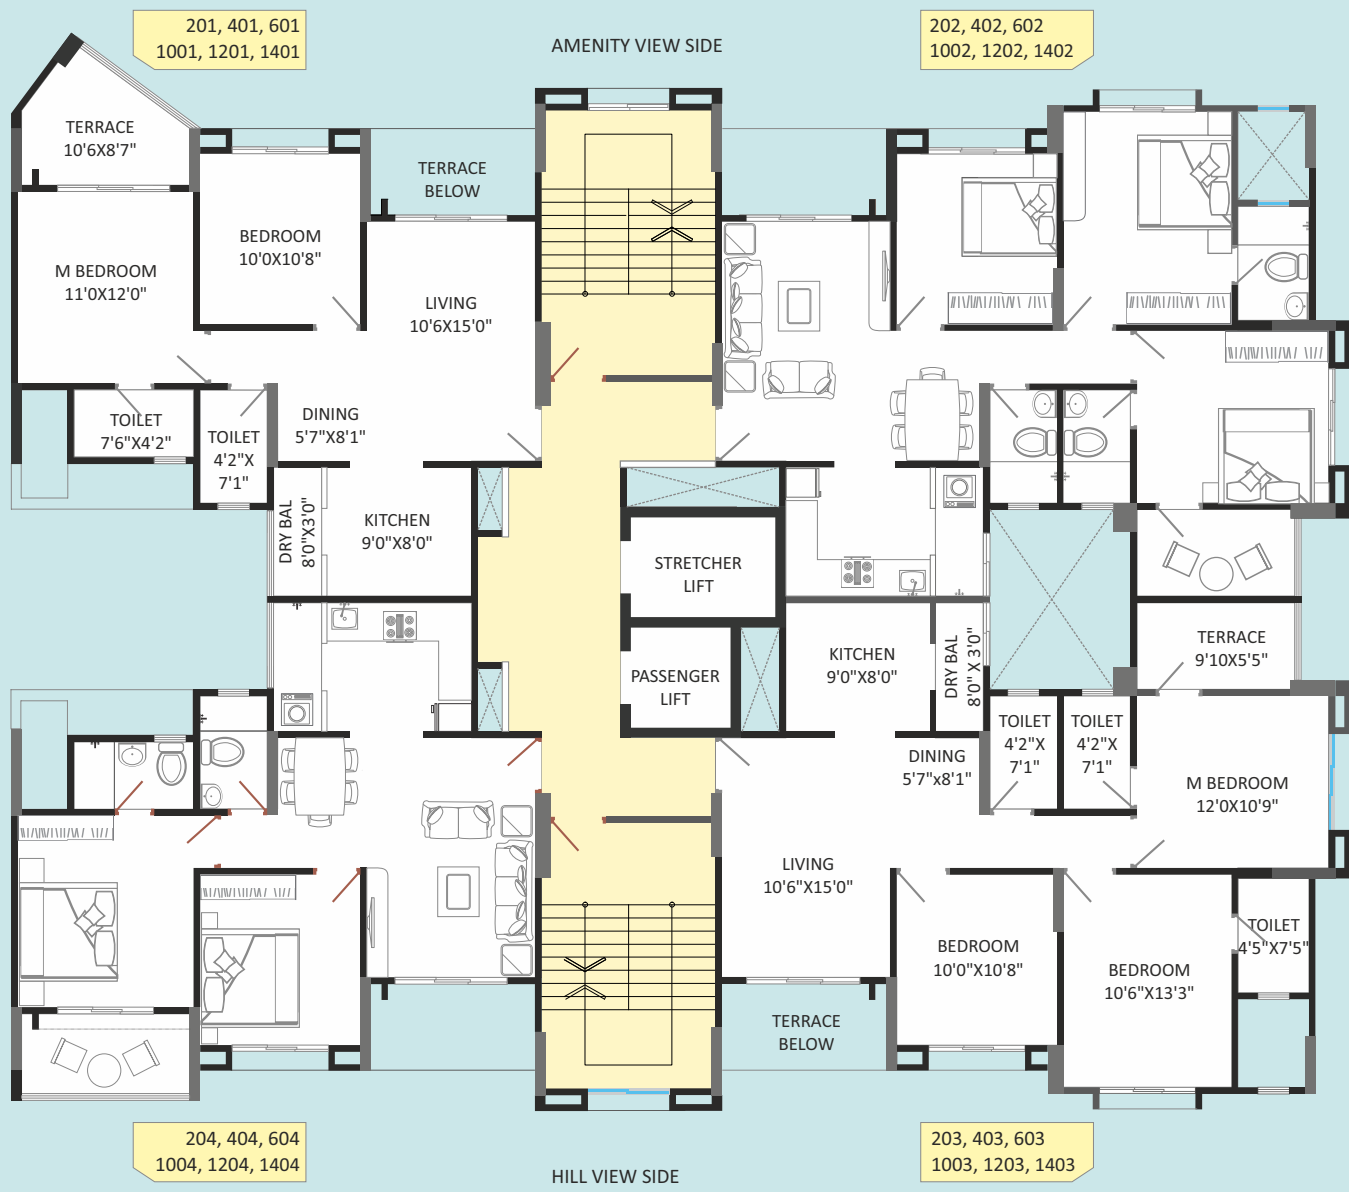 201, 401, 601
1001, 1201, 1401
AMENITY VIEW SIDE
202, 402, 602
1002, 1202, 1402
TERRACE
10'6X8'7"
TERRACE
BELOW
BEDROOM
10'0X10'8"
M BEDROOM
11'0X12'0"
LIVING
10'6X15'0"
TOILET
7'6"X4'2"
TOILET
4'2"X
7'1"
DINING
5'7"X8'1"
DRY BAL
8'0"X3'0"
KITCHEN
9'0"X8'0"
STRETCHER
LIFT
PASSENGER
LIFT
KITCHEN
9'0"X8'0"
DRY BAL
8'0" X 3'0"
TERRACE
9'10X5'5"
TOILET
4'2"X
7'1"
TOILET
4'2"X
7'1"
DINING
5'7"x8'1"
M BEDROOM
12'0X10'9"
LIVING
10'6"X15'0"
BEDROOM
10'0"X10'8"
BEDROOM
10'6"X13'3"
TOILET
4'5"X7'5"
TERRACE
BELOW
204, 404, 604
1004, 1204, 1404
HILL VIEW SIDE
203, 403, 603
1003, 1203, 1403